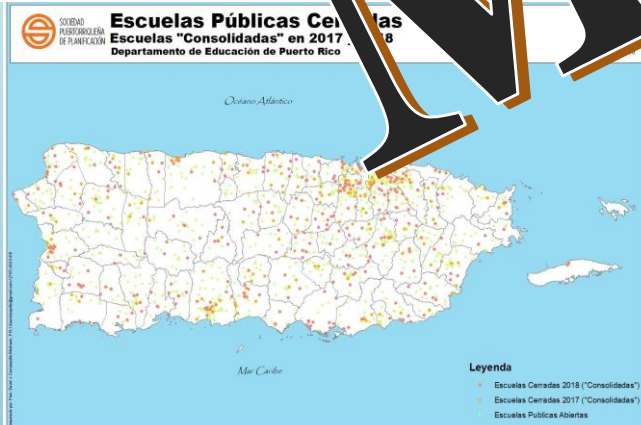 SOCIEDAD
PUERTORRIQUEÑA
DE PLANIFICACIÓN
Escuelas Públicas Cerradas
Escuelas "Consolidadas" en 2017
Departamento de Educación de Puerto Rico
Océano Atlántico
Mar Caribe
Leyenda
Escuelas Cerradas 2018 ("Consolidadas")
Escuelas Cerradas 2017 ("Consolidadas")
Escuelas Publicas Abiertas